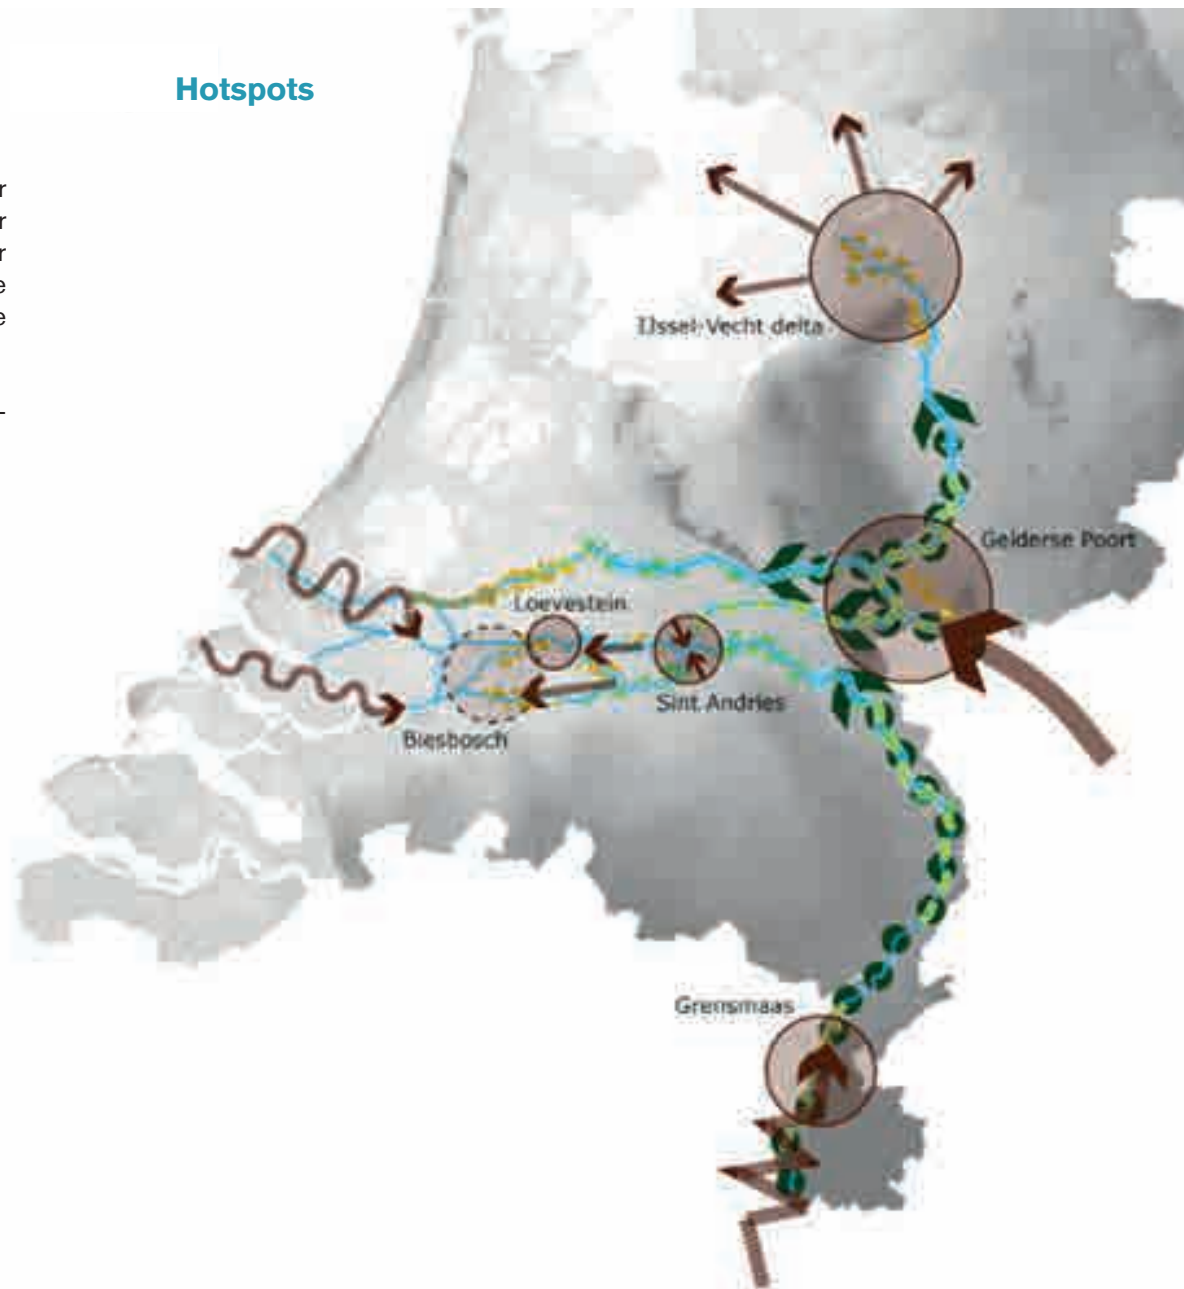 Hotspots
r
r
r
e
e
-
IJssel-Vecht delta
Gelderse Poort
Loevestein
Sint Andries
Biesbosch
Grensmaas